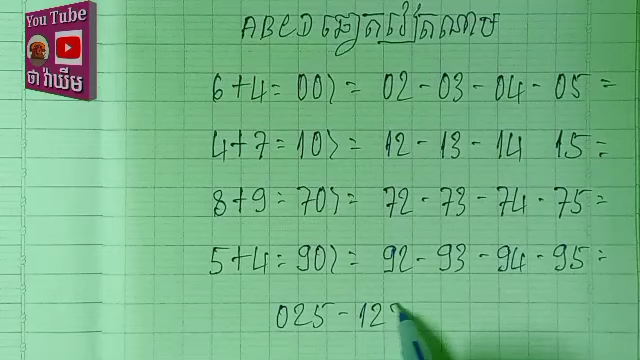 You Tube
ថា វ៉ាឃីម
ABCD ឆ្នោតវៀតណាម
6+4=00)= 02-03-04-05=
4+7=10)= 12-13-14 15=
8+9=70)= 72-73-74-75=
5+4=90)= 92-93-94-95=
025-12